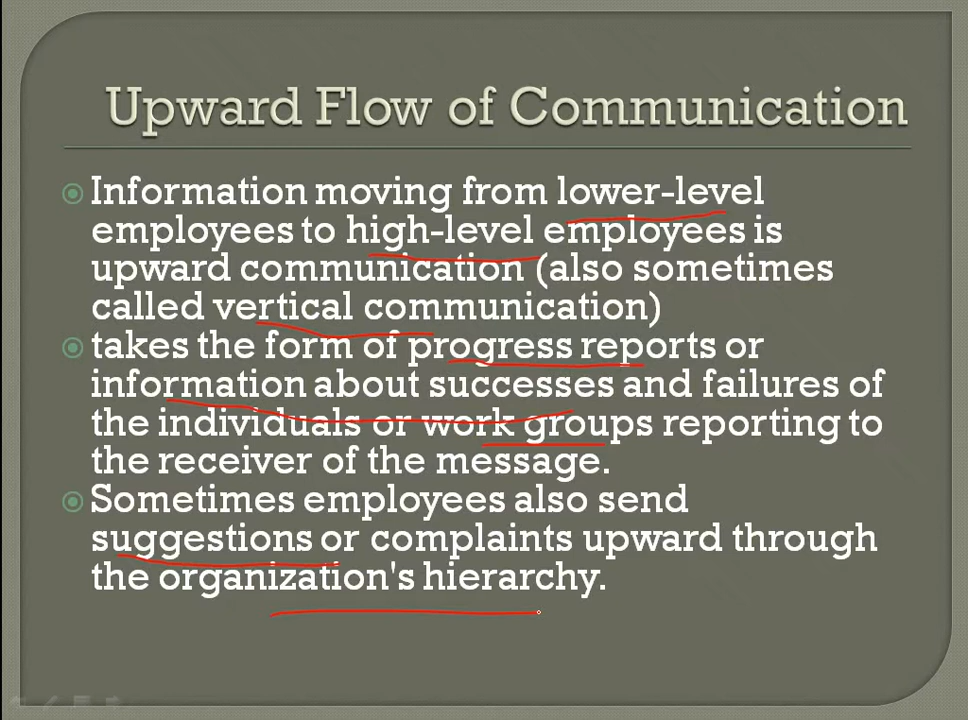 Upward Flow of Communication
Information moving from lower-level
employees to high-level employees is
upward communication (also sometimes
called vertical communication)
takes the form of progress reports or
information about successes and failures of
the individuals or work groups reporting to
the receiver of the message.
Sometimes employees also send
suggestions or complaints upward through
the organization's hierarchy.